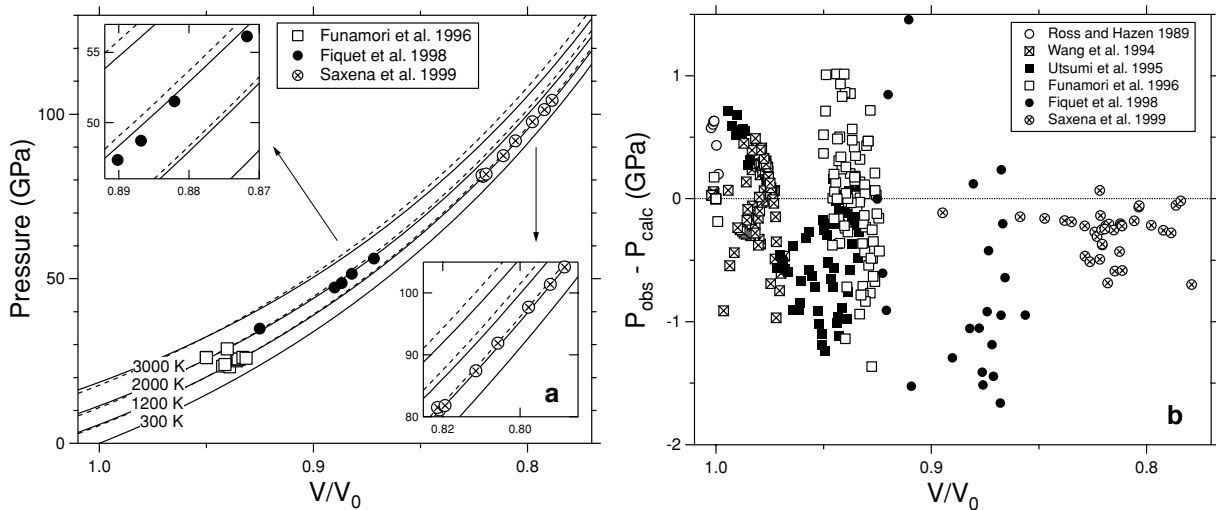 Pressure (GPa)
100
50
0
1.0
0.9
0.8
V/V0
Funamori et al. 1996
Fiquet et al. 1998
Saxena et al. 1999
55
50
0.89
0.88
0.87
3000 K
2000 K
1200 K
300 K
100
90
80
0.82
0.80
a
Pobs - Pcalc (GPa)
1
0
-1
-2
1.0
0.9
0.8
V/V0
Ross and Hazen 1989
Wang et al. 1994
Utsumi et al. 1995
Funamori et al. 1996
Fiquet et al. 1998
Saxena et al. 1999
b